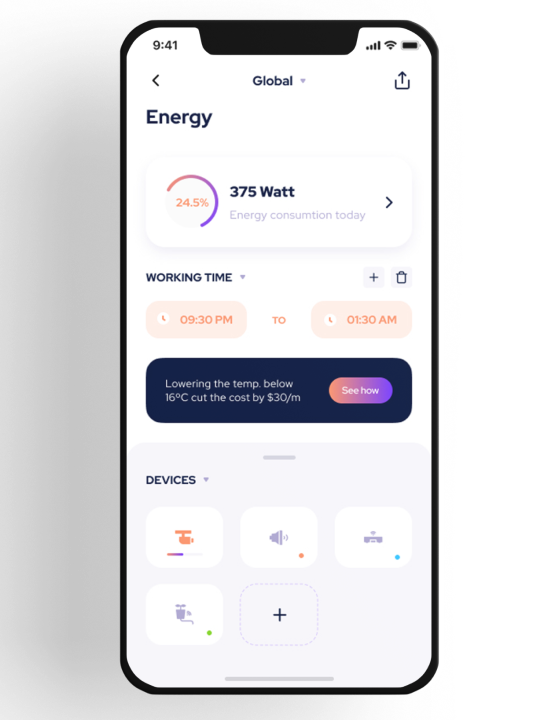 9:41
Global
Energy
24.5%
375 Watt
Energy consumtion today
WORKING TIME
09:30 PM
TO
01:30 AM
Lowering the temp. below
16ºC cut the cost by $30/m
See how
DEVICES